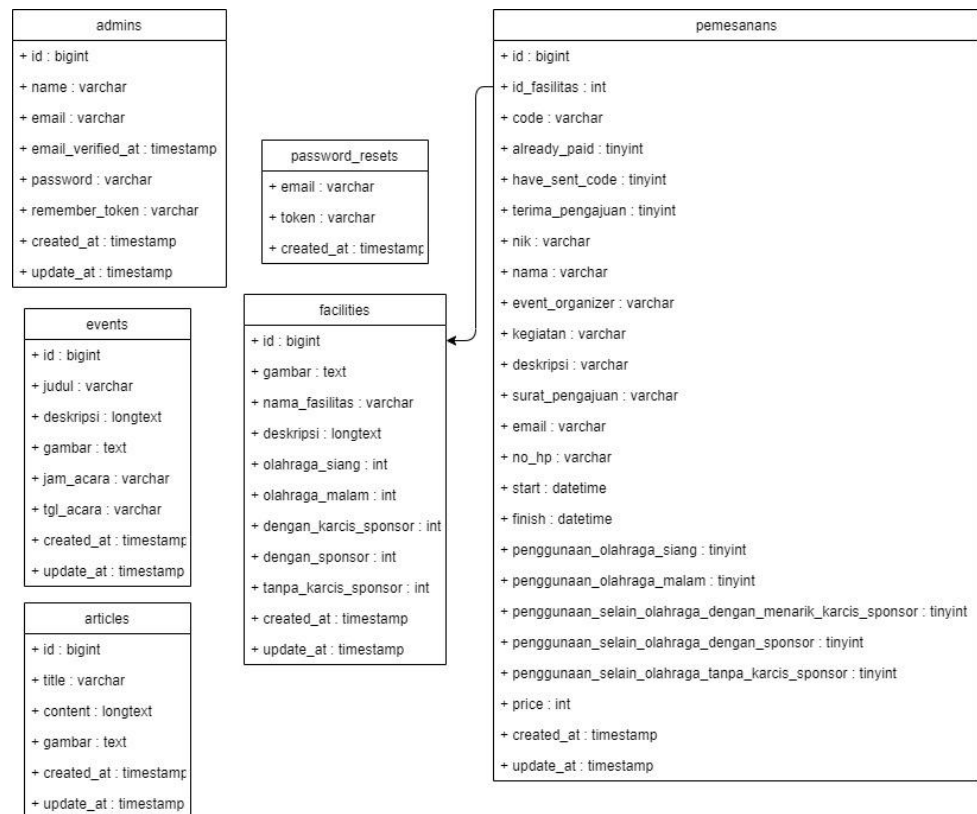 admins
+ id : bigint
+ name : varchar
+ email : varchar
+ email_verified_at : timestamp
+ password : varchar
+ remember_token : varchar
+ created_at : timestamp
+ update_at : timestamp
password_resets
+ email : varchar
+ token : varchar
+ created_at : timestamp
events
+ id : bigint
+ judul : varchar
+ deskripsi : longtext
+ gambar : text
+ jam_acara : varchar
+ tgl_acara : varchar
+ created_at : timestamp
+ update_at : timestamp
articles
+ id : bigint
+ title : varchar
+ content : longtext
+ gambar : text
+ created_at : timestamp
+ update_at : timestamp
facilities
+ id : bigint
+ gambar : text
+ nama_fasilitas : varchar
+ deskripsi : longtext
+ olahraga_siang : int
+ olahraga_malam : int
+ dengan_karcis_sponsor : int
+ dengan_sponsor : int
+ tanpa_karcis_sponsor : int
+ created_at : timestamp
+ update_at : timestamp
pemesanans
+ id : bigint
+ id_fasilitas : int
+ code : varchar
+ already_paid : tinyint
+ have_sent_code : tinyint
+ terima_pengajuan : tinyint
+ nik : varchar
+ nama : varchar
+ event_organizer : varchar
+ kegiatan : varchar
+ deskripsi : varchar
+ surat_pengajuan : varchar
+ email : varchar
+ no_hp : varchar
+ start : datetime
+ finish : datetime
+ penggunaan_olahraga_siang : tinyint
+ penggunaan_olahraga_malam : tinyint
+ penggunaan_selain_olahraga_dengan_menarik_karcis_sponsor : tinyint
+ penggunaan_selain_olahraga_dengan_sponsor : tinyint
+ penggunaan_selain_olahraga_tanpa_karcis_sponsor : tinyint
+ price : int
+ created_at : timestamp
+ update_at : timestamp